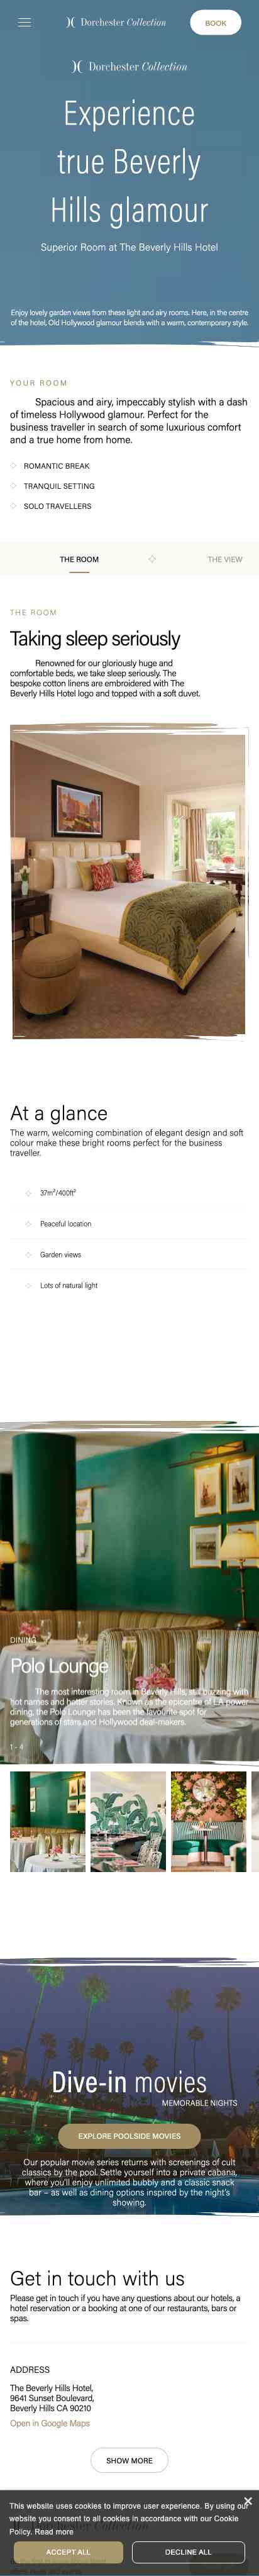 Dorchester Collection
BOOK
Dorchester Collection
Experience
true Beverly
Hills glamour
Superior Room at The Beverly Hills Hotel
Enjoy lovely garden views from these light and airy rooms. Here, in the centre
of the hotel, Old Hollywood glamour blends with a warm, contemporary style.
YOUR ROOM
Spacious and airy, impeccably stylish with a dash
of timeless Hollywood glamour. Perfect for the
business traveller in search of some luxurious comfort
and a true home from home.
ROMANTIC BREAK
TRANQUIL SETTING
SOLO TRAVELLERS
THE ROOM
THE VIEW
THE ROOM
Taking sleep seriously
Renowned for our gloriously huge and
comfortable beds, we take sleep seriously. The
bespoke cotton linens are embroidered with The
Beverly Hills Hotel logo and topped with a soft duvet.
At a glance
The warm, welcoming combination of elegant design and soft
colour make these bright rooms perfect for the business
traveller.
37m²/400ft²
Peaceful location
Garden views
Lots of natural light
DINING
Polo Lounge
The most interesting room in Beverly Hills, still buzzing with
hot names and hotter stories. Known as the epicenter of LA power
dining, the Polo Lounge has been the favourite spot for
generations of stars and Hollywood deal-makers.
1 - 4
Dive-in movies
MEMORABLE NIGHTS
EXPLORE POOLSIDE MOVIES
Our popular movie series returns with screenings of cult
classics by the pool. Settle yourself into a private cabana,
where you'll enjoy unlimited bubbly and a classic snack
bar – as well as dining options inspired by the night's
showing.
Get in touch with us
Please get in touch if you have any questions about our hotels, a
hotel reservation or a booking at one of our restaurants, bars or
spas.
ADDRESS
The Beverly Hills Hotel,
9641 Sunset Boulevard,
Beverly Hills CA 90210
Open in Google Maps
SHOW MORE
This website uses cookies to improve user experience. By using our
website you consent to all cookies in accordance with our Cookie
Policy. Read more
ACCEPT ALL
DECLINE ALL